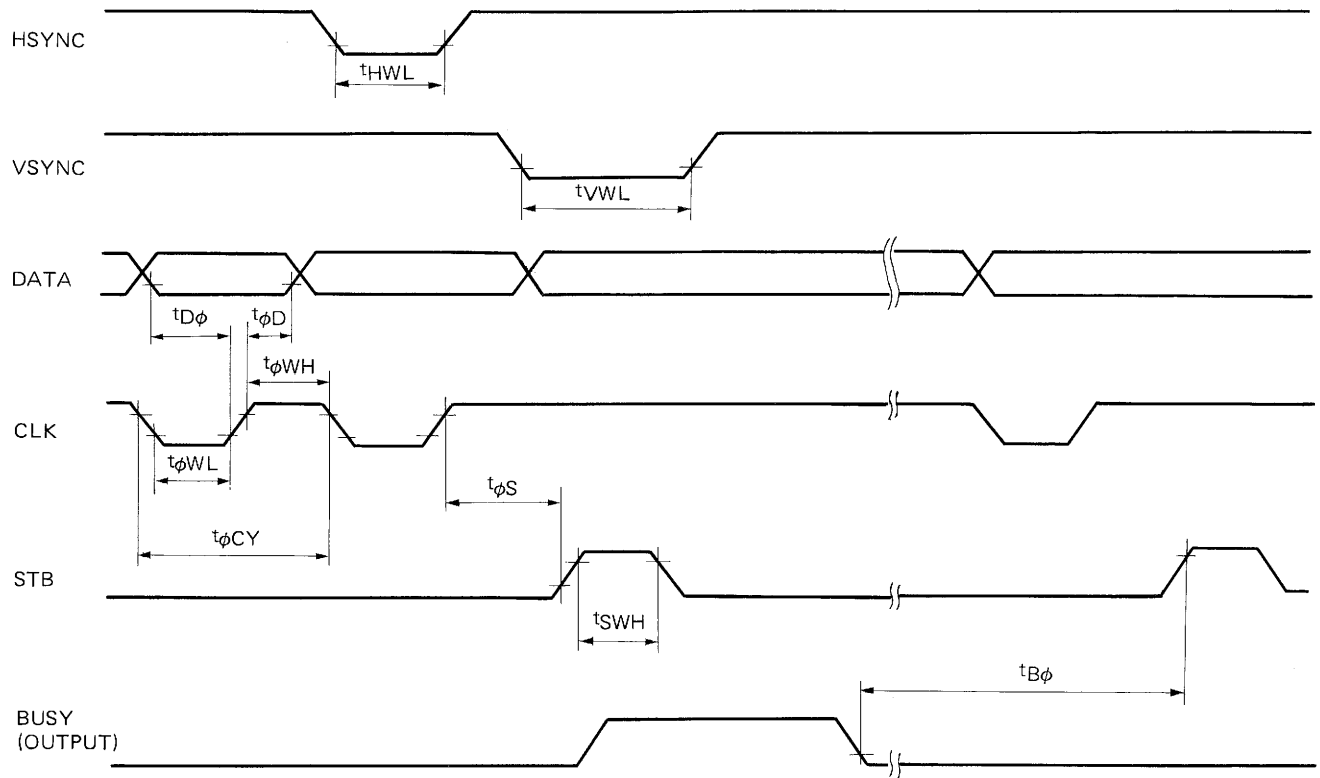 HSYNC
tHWL
VSYNC
tVWL
DATA
tDϕ
tϕD
tϕWH
CLK
tϕWL
tϕS
tϕCY
STB
tSWH
tBϕ
BUSY
(OUTPUT)